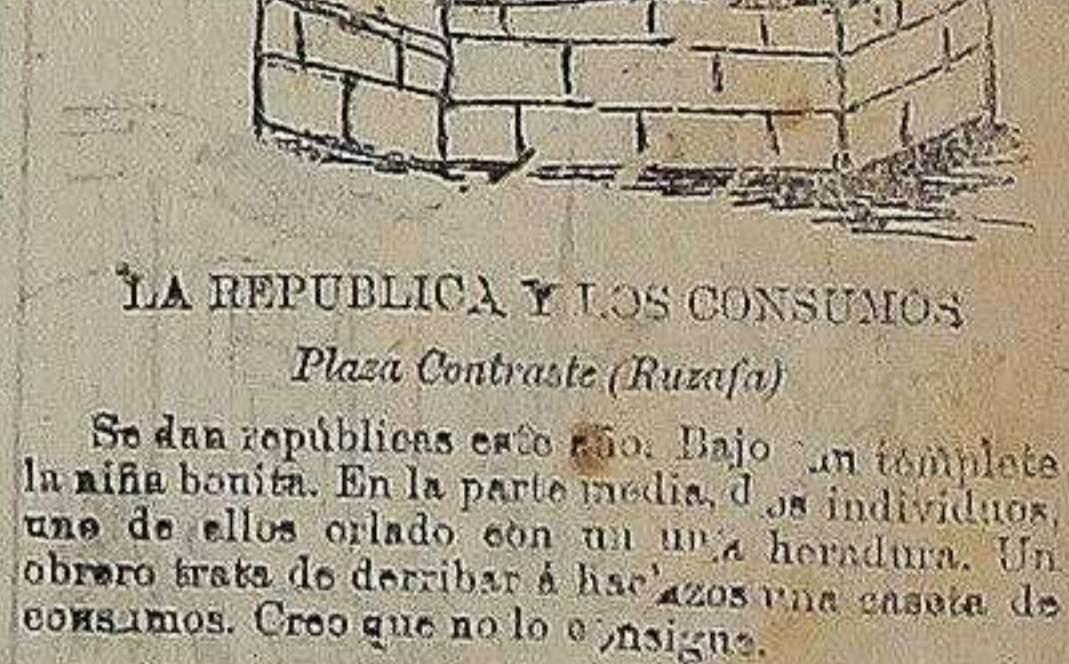 LA REPUBLICA Y LOS CONSUMOS
Plaza Contraste (Ruzafa)
Se dan repúblicas este año. Bajo un templete
la niña bonita. En la parte media, dos individuos,
uno de ellos orlado con un una heradura. Un
obrero trata de derribar á hachazos una caseta de
consumos. Creo que no lo consigue.